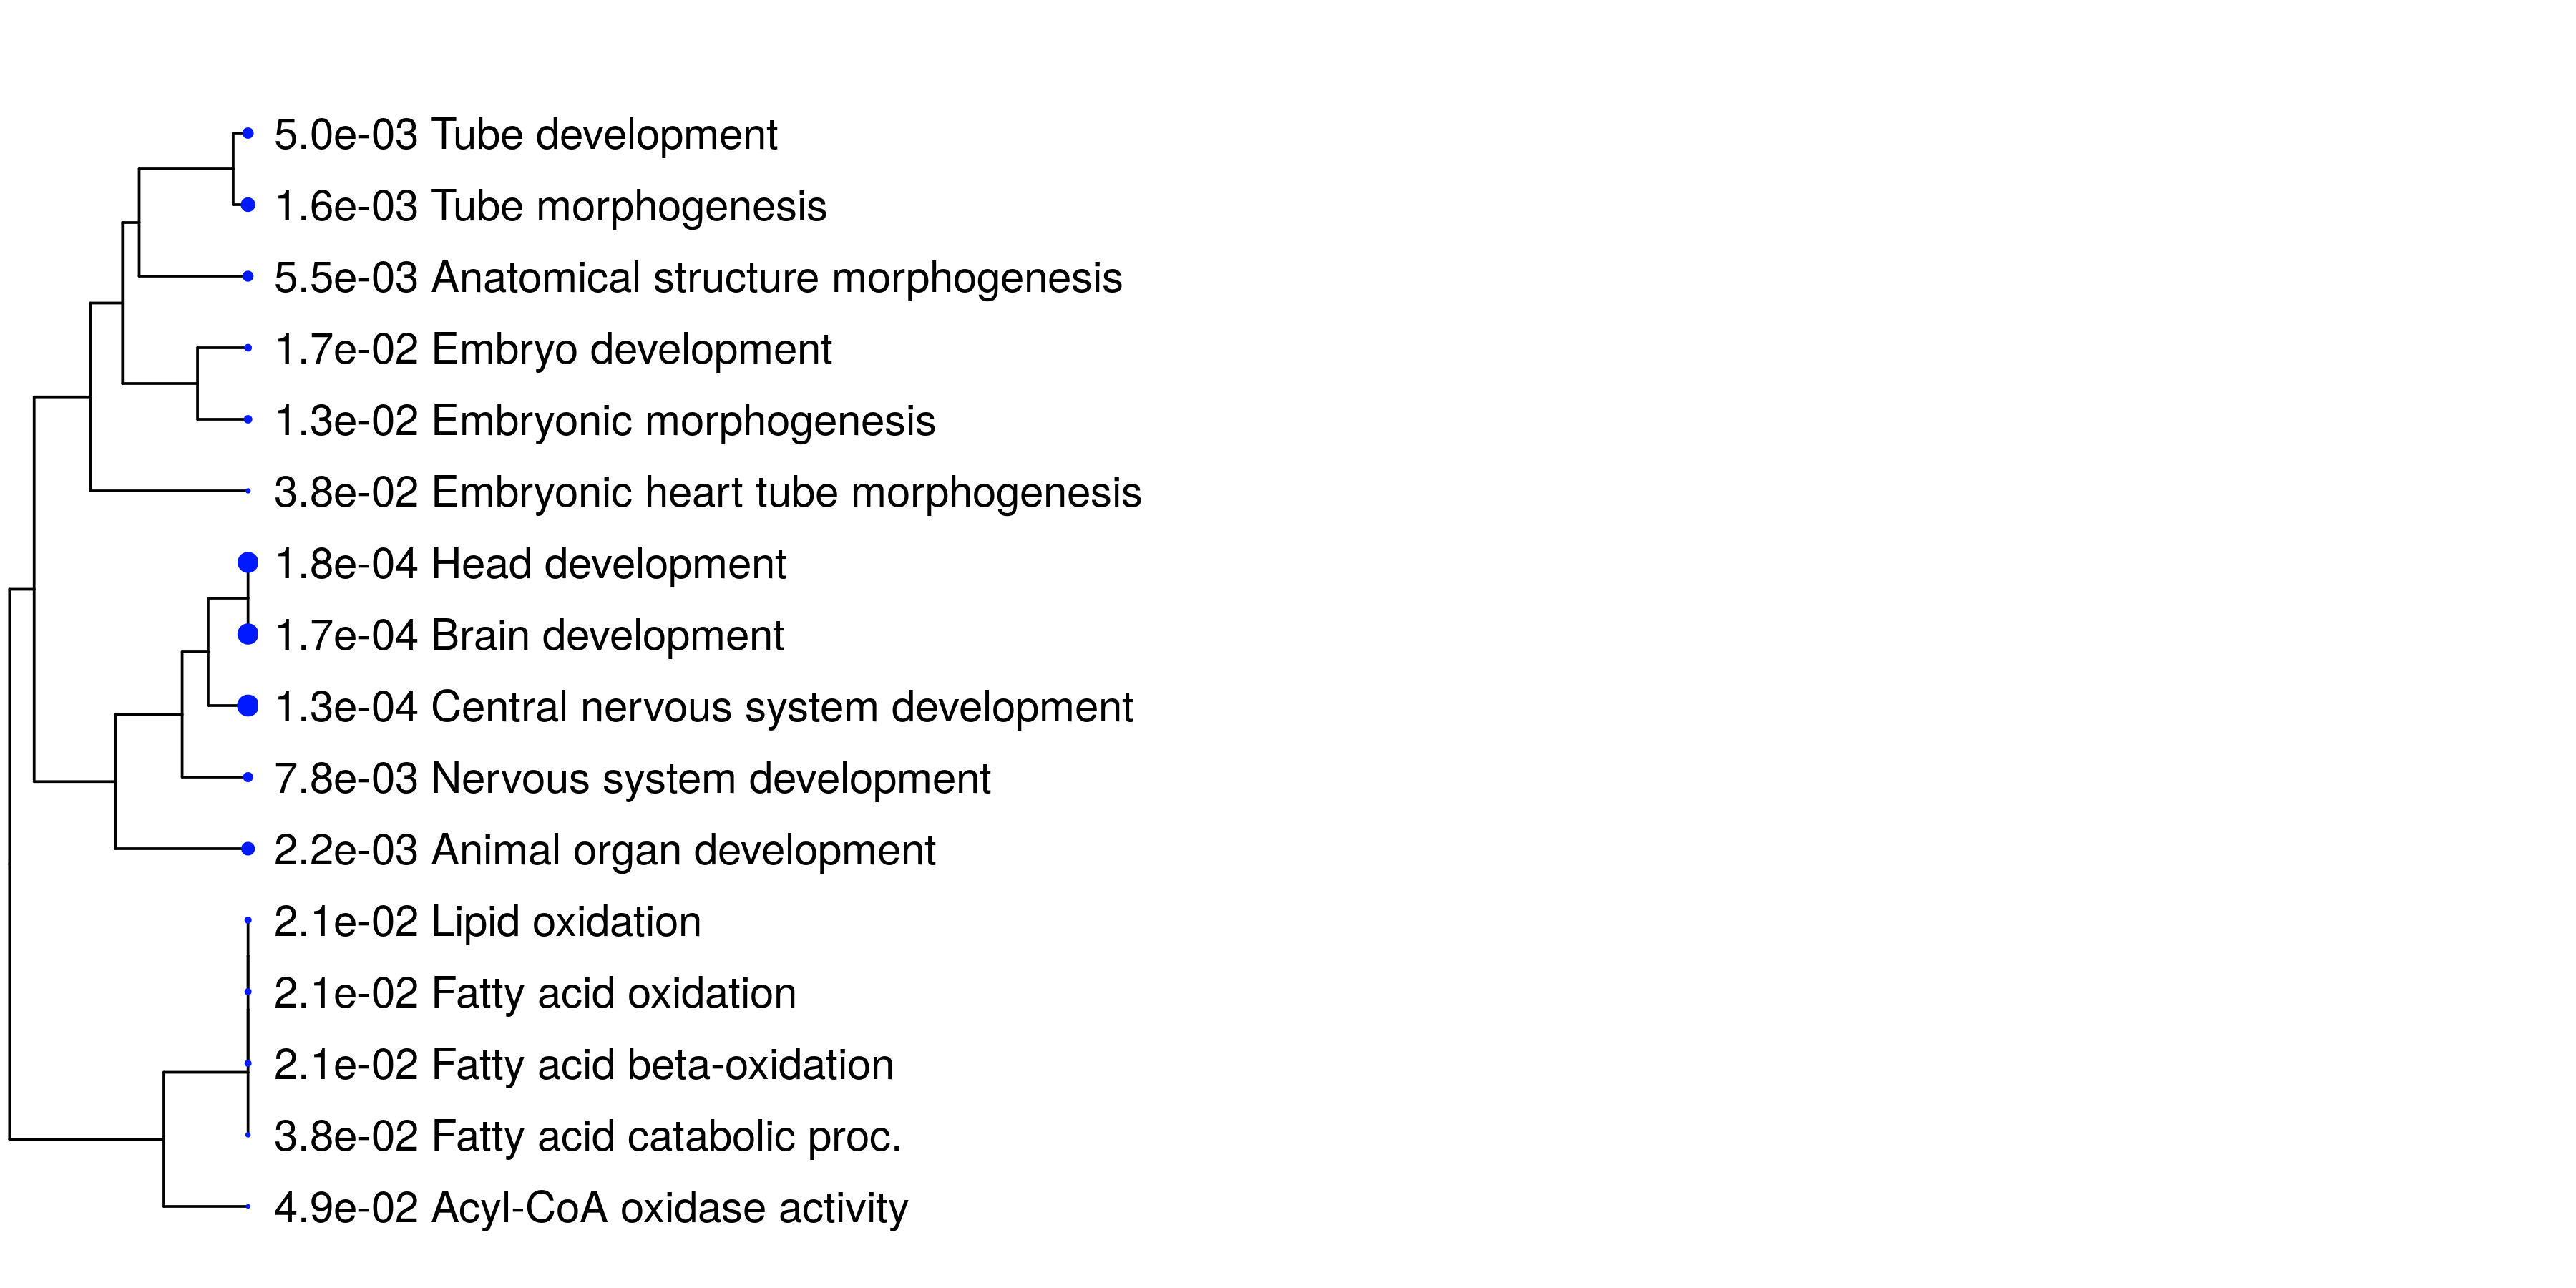 5.0e-03 Tube development
1.6e-03 Tube morphogenesis
5.5e-03 Anatomical structure morphogenesis
1.7e-02 Embryo development
1.3e-02 Embryonic morphogenesis
3.8e-02 Embryonic heart tube morphogenesis
1.8e-04 Head development
1.7e-04 Brain development
1.3e-04 Central nervous system development
7.8e-03 Nervous system development
2.2e-03 Animal organ development
2.1e-02 Lipid oxidation
2.1e-02 Fatty acid oxidation
2.1e-02 Fatty acid beta-oxidation
3.8e-02 Fatty acid catabolic proc.
4.9e-02 Acyl-CoA oxidase activity